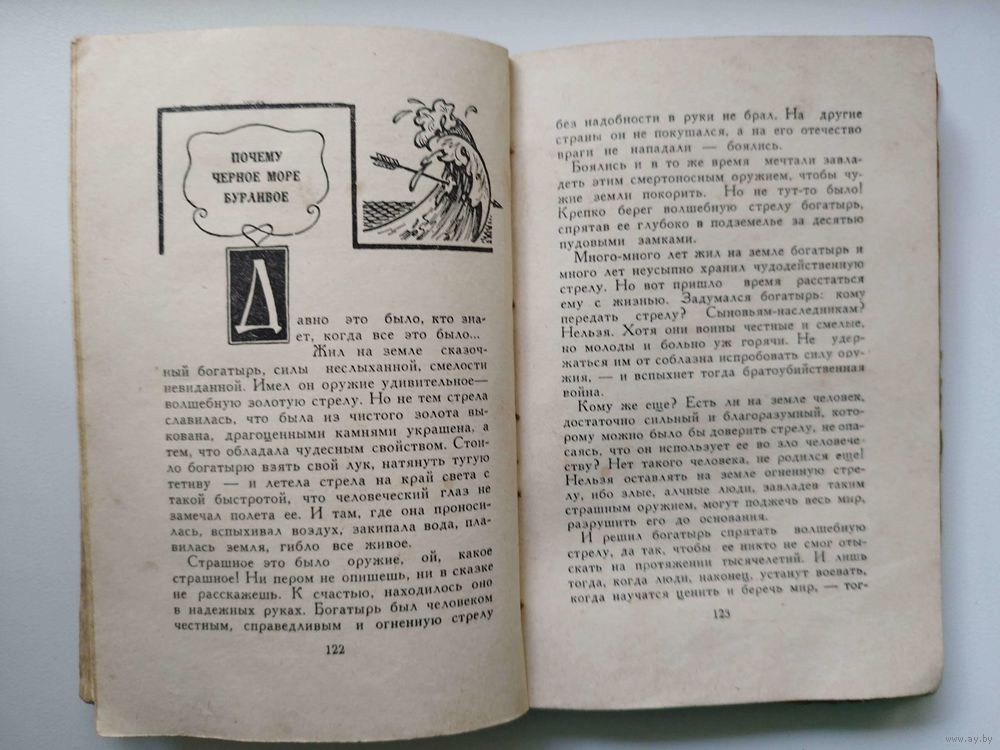 ПОЧЕМУ
ЧЕРНОЕ МОРЕ
БУРЛИВОЕ
Давно это было, кто зна-
ет, когда все это было...
Жил на земле сказоч-
ный богатырь, силы неслыханной, смелости
невиданной. Имел он оружие удивительное—
волшебную золотую стрелу. Но не тем стрела
славилась, что была из чистого золота вы-
кована, драгоценными камнями украшена, а
тем, что обладала чудесным свойством. Стои-
ло богатырю взять свой лук, натянуть тугую
тетиву — и летела стрела на край света с
такой быстротой, что человеческий глаз не
замечал полета ее. И там, где она проноси-
лась, вспыхивал воздух, закипала вода, пла-
вилась земля, гибло все живое.
Страшное это было оружие, ой, какое
страшное! Ни пером не опишешь, ни в сказке
не расскажешь. К счастью, находилось оно
в надежных руках. Богатырь был человеком
честным, справедливым и огненную стрелу
122
без надобности в руки не брал. На другие
страны он не покушался, а на его отечество
враги не нападали — боялись.
Боялись и в то же время мечтали завла-
деть этим смертоносным оружием, чтобы чу-
жие земли покорить. Но не тут-то было!
Крепко берег волшебную стрелу богатырь,
спрятав ее глубоко в подземелье за десятью
пудовыми замками.
Много-много лет жил на земле богатырь и
много лет неусыпно хранил чудодейственную
стрелу. Но вот пришло время расстаться
ему с жизнью. Задумался богатырь: кому
передать стрелу? Сыновьям-наследникам?
Нельзя. Хотя они воины честные и смелые,
но молоды и больно уж горячи. Не удер-
жаться им от соблазна испробовать силу ору-
жия, — и вспыхнет тогда братоубийственная
война.
Кому же еще? Есть ли на земле человек,
достаточно сильный и благоразумный, кото-
рому можно было бы доверить стрелу, не опа-
саясь, что он использует ее во зло человече-
ству? Нет такого человека, не родился еще!
Нельзя оставлять на земле огненную стре-
лу, ибо злые, алчные люди, завладев таким
страшным оружием, могут поджечь весь мир,
разрушить его до основания.
И решил богатырь спрятать волшебную
стрелу, да так, чтобы ее никто не смог оты-
скать на протяжении тысячелетий. И лишь
тогда, когда люди, наконец, устанут воевать,
когда научатся ценить и беречь мир, — тог-
123
www.ay.by